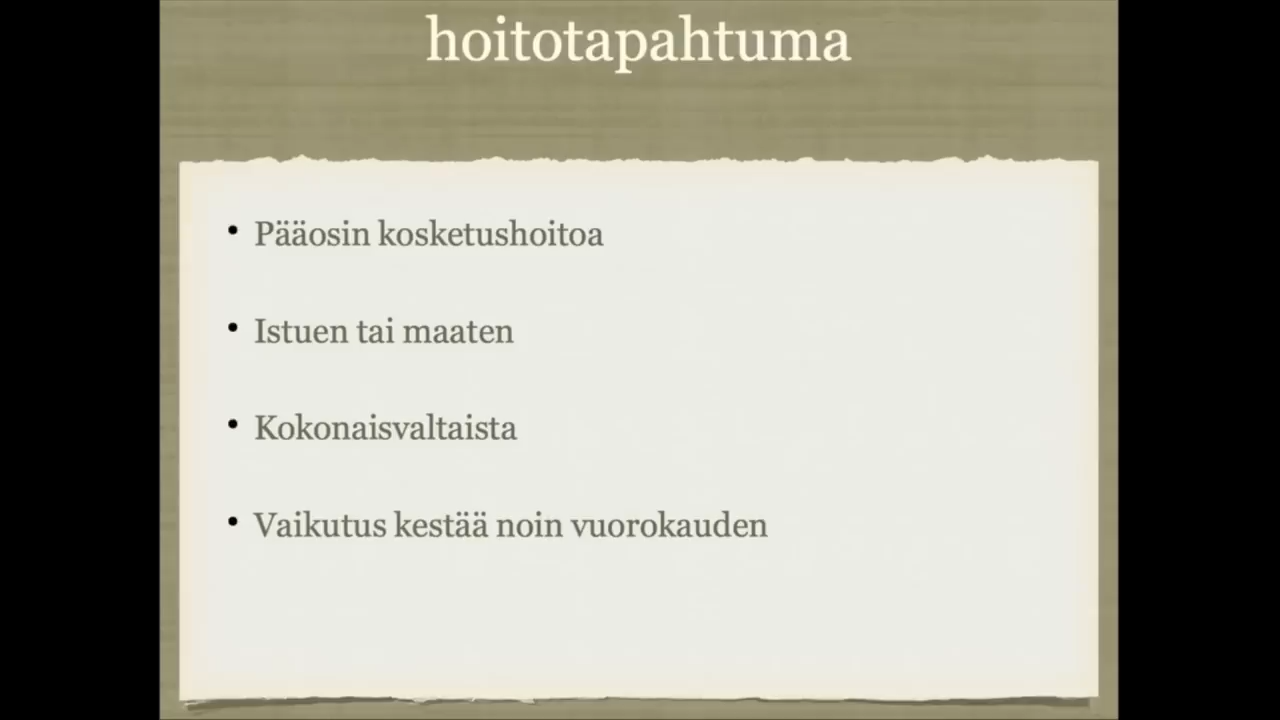 hoitotapahtuma
• Pääosin kosketushoitoa
• Istuen tai maaten
• Kokonaisvaltaista
• Vaikutus kestää noin vuorokauden